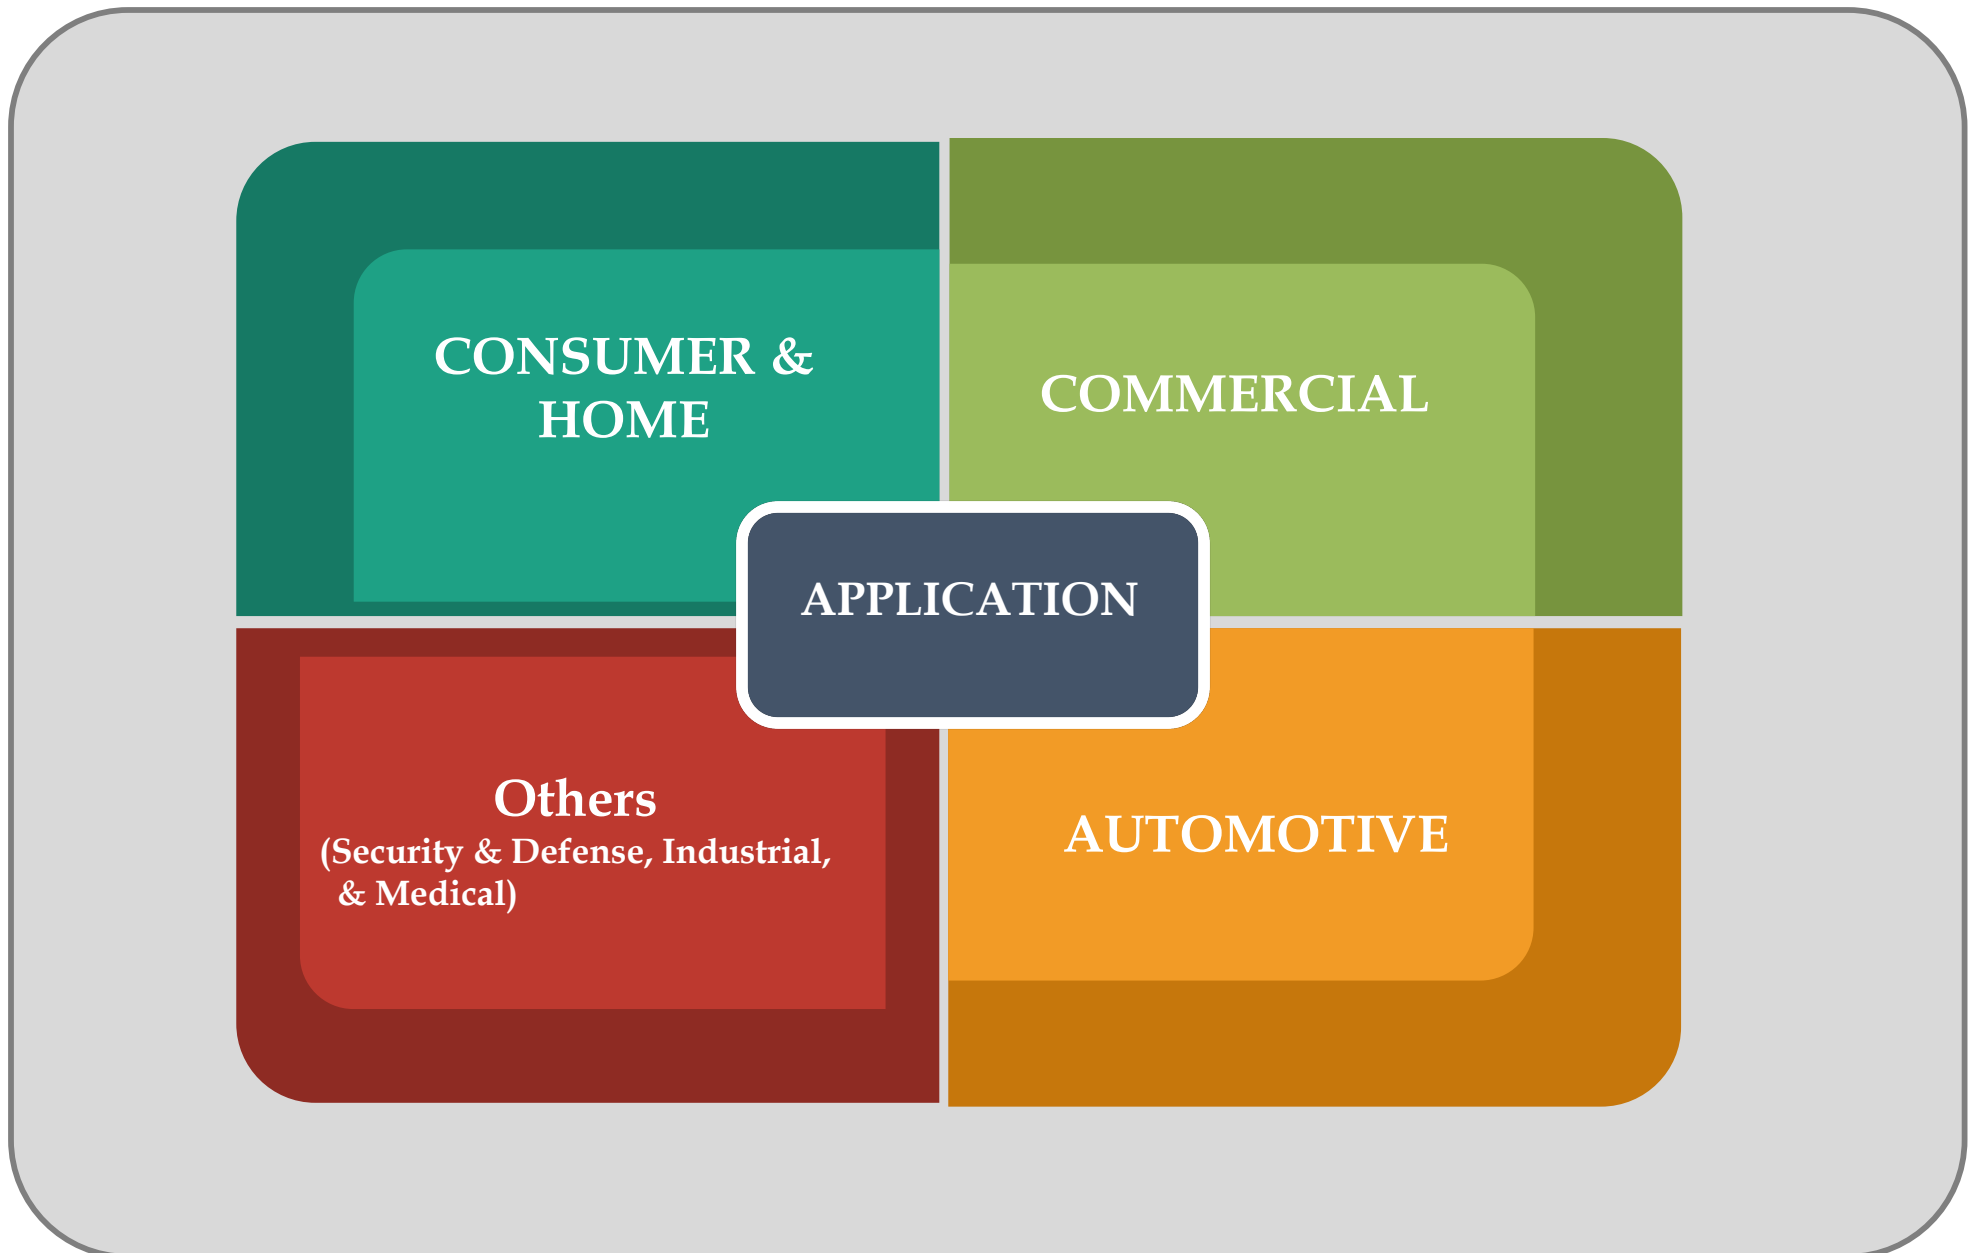 CONSUMER &
HOME
COMMERCIAL
APPLICATION
Others
(Security & Defense, Industrial,
& Medical)
AUTOMOTIVE